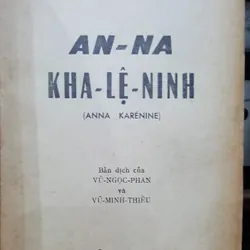 AN-NA
KHA-LỆ-NINH
(ANNA KARÉNINE)
Bản dịch của
VŨ-NGỌC-PHAN
và
VŨ-MINH-THIỀU